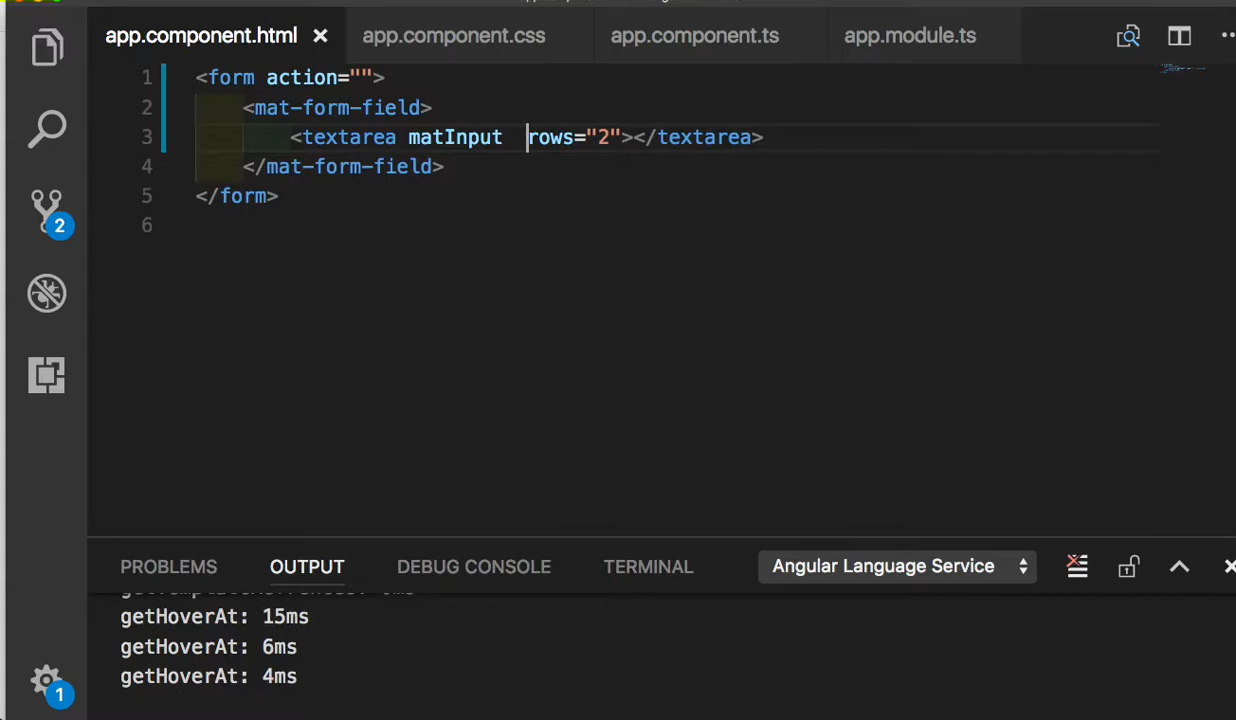 app.component.html
app.component.css
app.component.ts
app.module.ts
1 <form action="">
2 <mat-form-field>
3 <textarea matInput  rows="2"></textarea>
4 </mat-form-field>
5 </form>
6
2
PROBLEMS
OUTPUT
DEBUG CONSOLE
TERMINAL
Angular Language Service
getHoverAt: 15ms
getHoverAt: 6ms
getHoverAt: 4ms
1